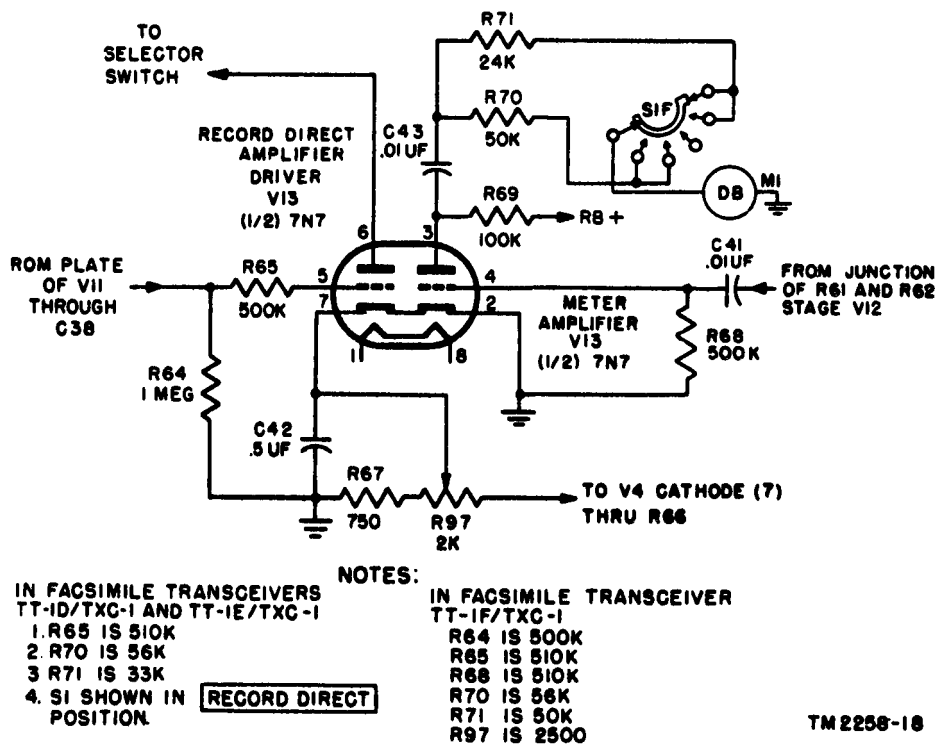 TO
SELECTOR
SWITCH
R71
24K
R70
50K
S1F
C43
.01UF
RECORD DIRECT
AMPLIFIER
DRIVER
V13
(1/2) 7N7
R69
100K
RB+
DB
M1
6
3
ROM PLATE
OF V11
THROUGH
C38
R65
500K
5
7
4
2
C41
.01UF
FROM JUNCTION
OF R61 AND R62
STAGE V12
METER
AMPLIFIER
V13
(1/2) 7N7
R68
500K
1
8
R64
1 MEG
C42
.5UF
R67
750
R97
2K
TO V4 CATHODE (7)
THRU R66
NOTES:
IN FACSIMILE TRANSCEIVERS
TT-1D/TXC-1 AND TT-1E/TXC-1
1. R65 IS 510K
2. R70 IS 56K
3 R71 IS 33K
4. S1 SHOWN IN RECORD DIRECT
POSITION.
IN FACSIMILE TRANSCEIVER
TT-1F/TXC-1
R64 IS 500K
R65 IS 510K
R68 IS 510K
R70 IS 56K
R71 IS 50K
R97 IS 2500
TM2258-18